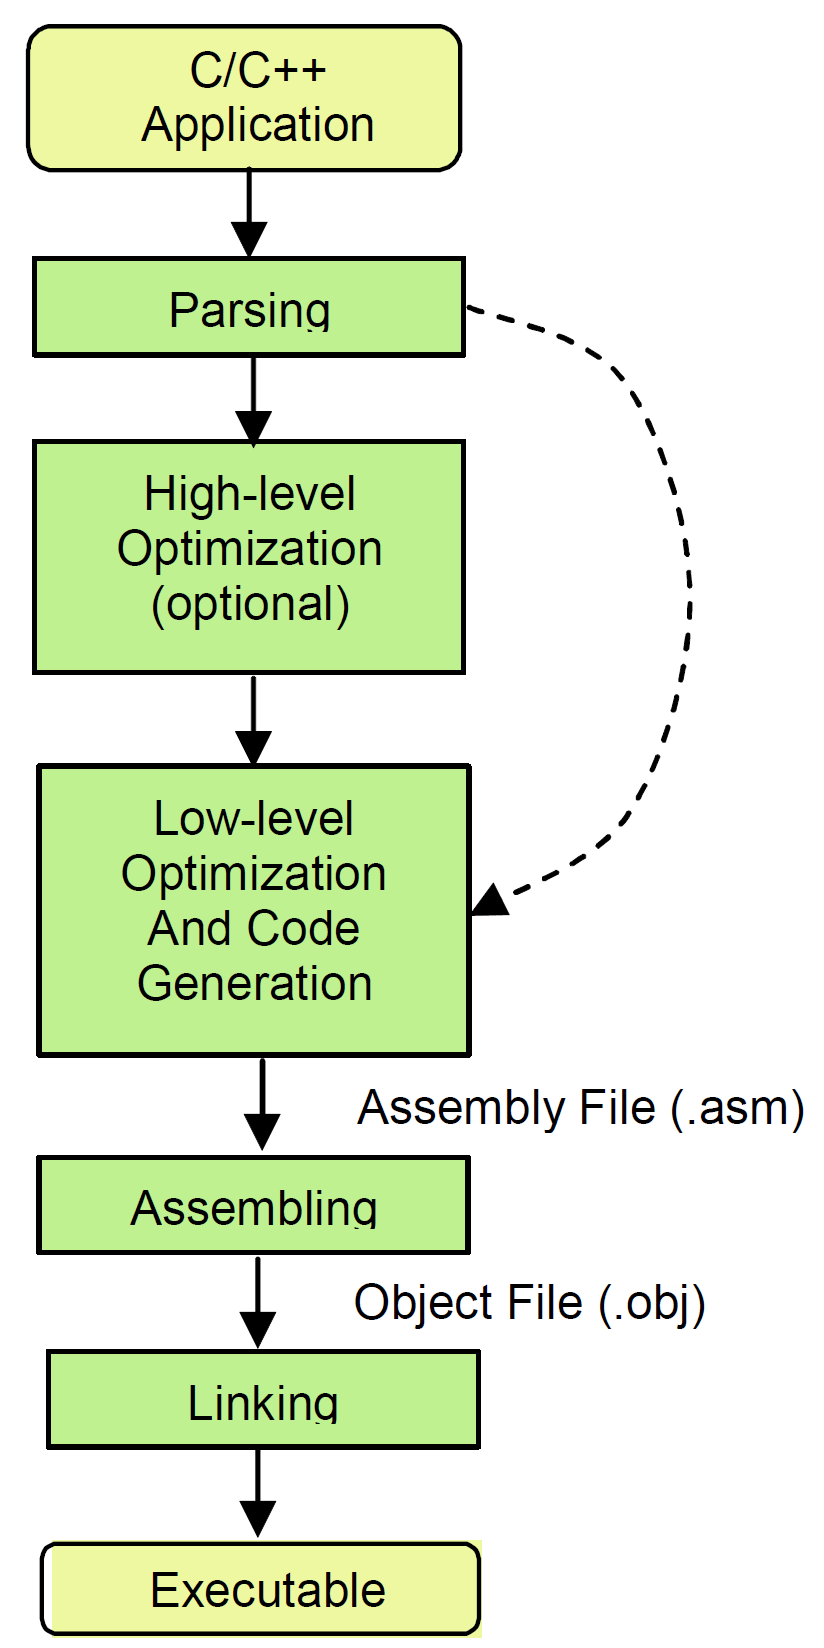 C/C++
Application
Parsing
High-level
Optimization
(optional)
Low-level
Optimization
And Code
Generation
Assembly File (.asm)
Assembling
Object File (.obj)
Linking
Executable